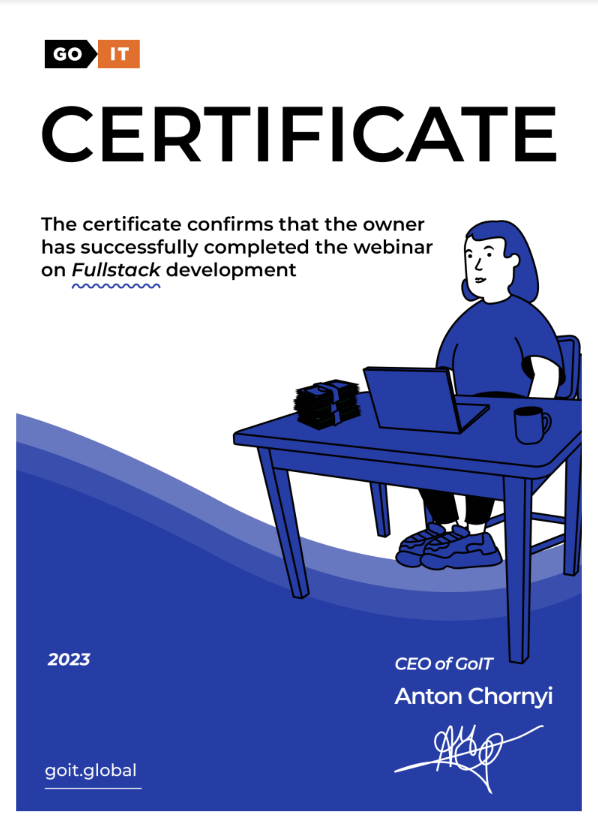 GO IT
CERTIFICATE
The certificate confirms that the owner
has successfully completed the webinar
on Fullstack development
2023
CEO of GoIT
Anton Chornyi
goit.global